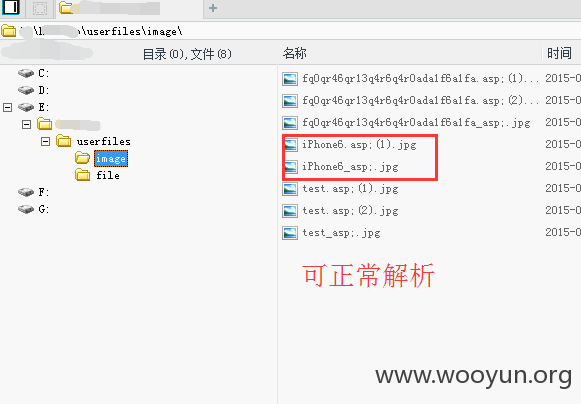 \userfiles\image\
目录(0),文件(8)
名称
时间
C:
D:
E:
userfiles
image
file
F:
G:
fq0qr46qr13q4r6q4r0ada1f6a1fa.asp;(1)...
2015-0
fq0qr46qr13q4r6q4r0ada1f6a1fa.asp;(2)...
2015-0
fq0qr46qr13q4r6q4r0ada1f6a1fa_asp;.jpg
2015-0
iPhone6.asp;(1).jpg
2015-0
iPhone6_asp;.jpg
2015-0
test.asp;(1).jpg
2015-0
test.asp;(2).jpg
2015-0
test_asp;.jpg
2015-0
可正常解析
www.wooyun.org